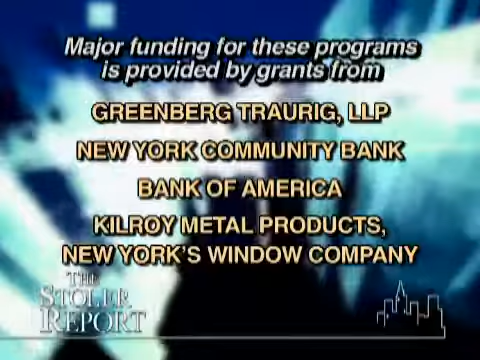 Major funding for these programs
is provided by grants from
GREENBERG TRAURIG, LLP
NEW YORK COMMUNITY BANK
BANK OF AMERICA
KILROY METAL PRODUCTS,
NEW YORK'S WINDOW COMPANY
THE
STOLER
REPORT